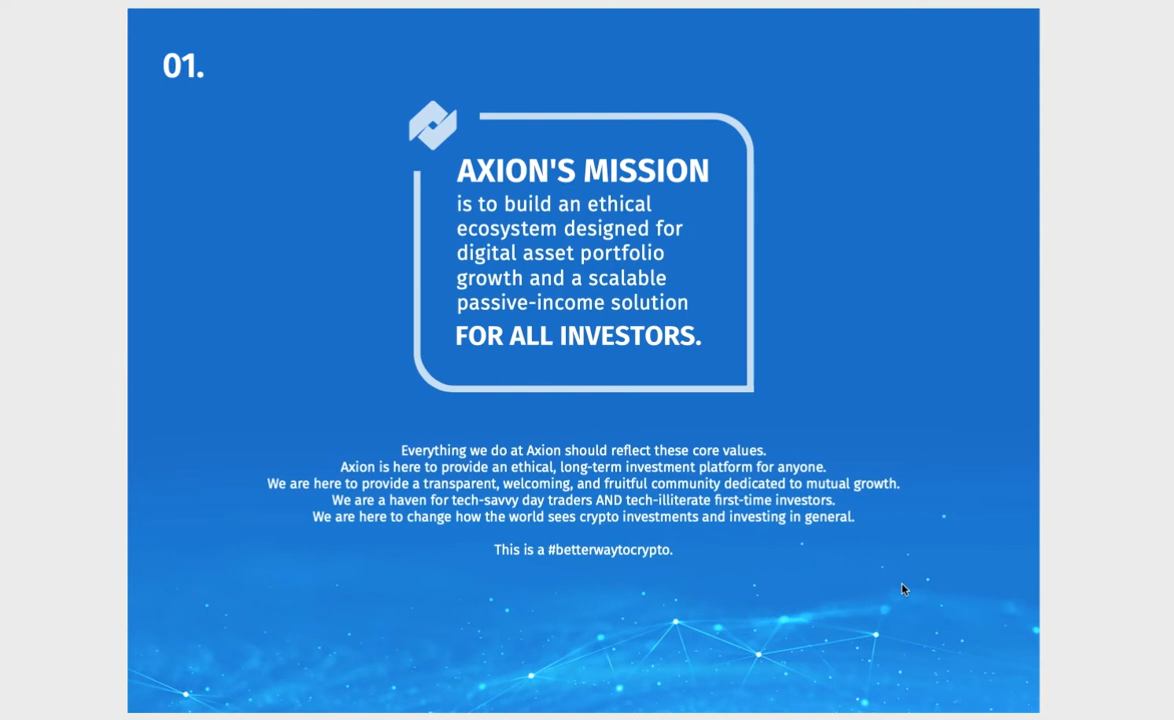 01.
AXION'S MISSION
is to build an ethical
ecosystem designed for
digital asset portfolio
growth and a scalable
passive-income solution
FOR ALL INVESTORS.
Everything we do at Axion should reflect these core values.
Axion is here to provide an ethical, long-term investment platform for anyone.
We are here to provide a transparent, welcoming, and fruitful community dedicated to mutual growth.
We are a haven for tech-savvy day traders AND tech-illiterate first-time investors.
We are here to change how the world sees crypto investments and investing in general.
This is a #betterwaytocrypto.